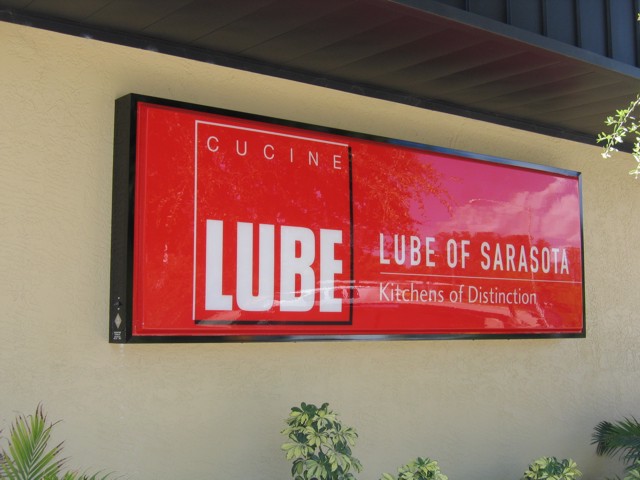 CUCINE
LUBE
LUBE OF SARASOTA
Kitchens of Distinction